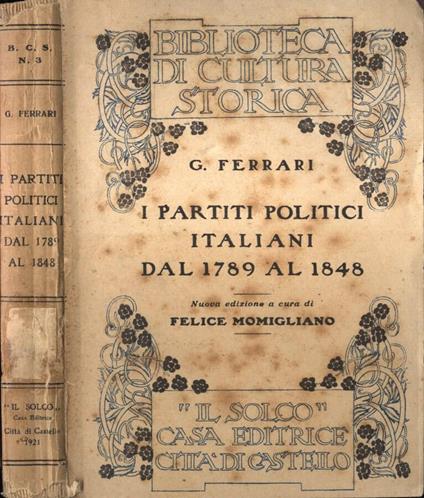 B. C. S.
N. 3
G. FERRARI
I PARTITI
POLITICI
ITALIANI
DAL 1789
AL 1848
"IL SOLCO"
Casa Editrice
Città di Castello
1921
BIBLIOTECA
DI CULTURA
STORICA
G. FERRARI
I PARTITI POLITICI
ITALIANI
DAL 1789 AL 1848
Nuova edizione a cura di
FELICE MOMIGLIANO
"IL SOLCO"
CASA EDITRICE
CITTÀ DI CASTELLO